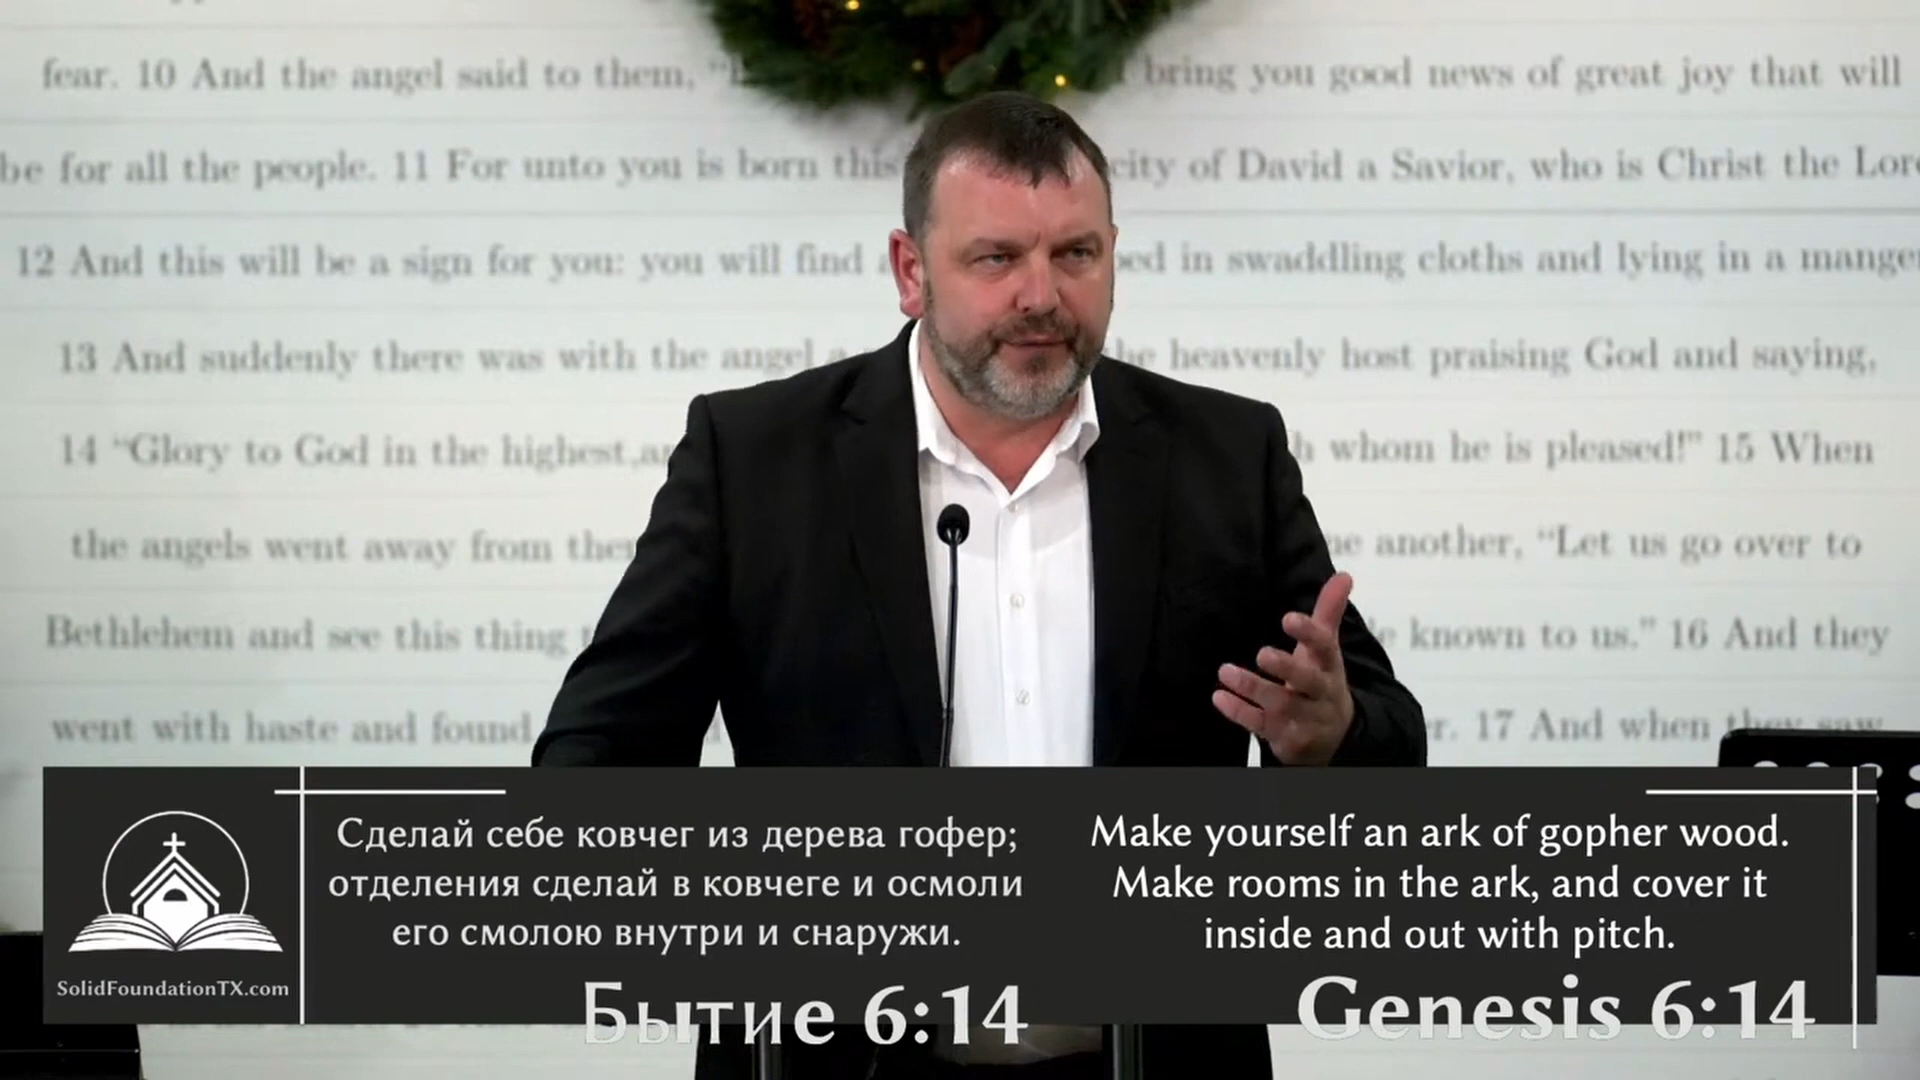 fear. 10 And the angel said to them, bring you good news of great joy that will
be for all the people. 11 For unto you is born this city of David a Savior, who is Christ the Lord
12 And this will be a sign for you: you will find in swaddling cloths and lying in a manger
13 And suddenly there was with the angel a heavenly host praising God and saying,
14 “Glory to God in the highest, whom he is pleased!” 15 When
the angels went away from another, “Let us go over to
Bethlehem and see this thing known to us.” 16 And they
went with haste and found 17 And when they saw
Сделай себе ковчег из дерева гофер;
отделения сделай в ковчеге и осмоли
его смолою внутри и снаружи.
Бытие 6:14
Make yourself an ark of gopher wood.
Make rooms in the ark, and cover it
inside and out with pitch.
Genesis 6:14
SolidFoundationTX.com